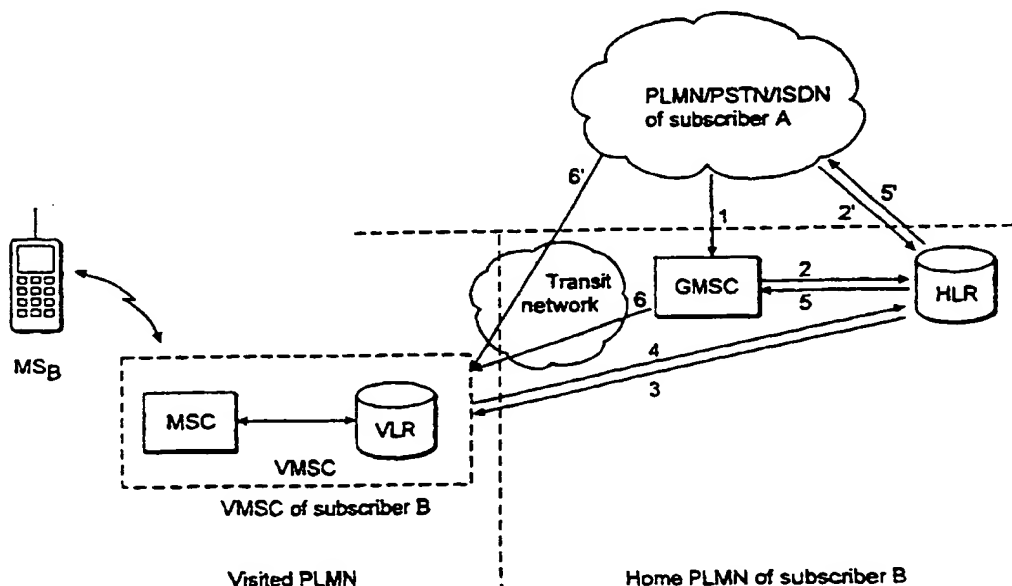 PLMN/PSTN/ISDN
of subscriber A
6'
5'
2'
1
Transit
network
GMSC
2
5
HLR
6
4
3
MSB
MSC
VLR
VMSC
VMSC of subscriber B
Visited PLMN
Home PLMN of subscriber B